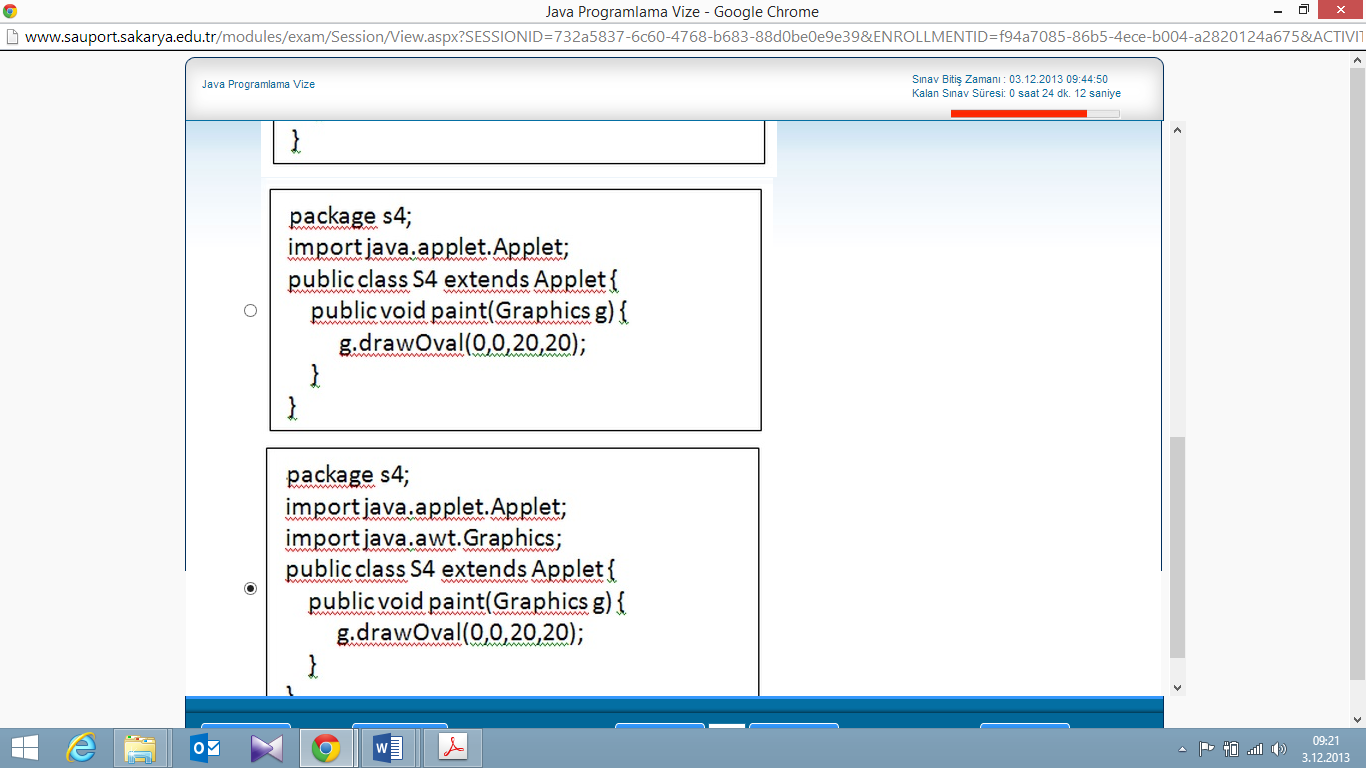 Java Programlama Vize - Google Chrome
www.sauport.sakarya.edu.tr/modules/exam/Session/View.aspx?SESSIONID=732a5837-6c60-4768-b683-88d0be0e9e39&ENROLLMENTID=f94a7085-86b5-4ece-b004-a2820124a675&ACTIVIT
Java Programlama Vize
Sınav Bitiş Zamanı : 03.12.2013 09:44:50
Kalan Sınav Süresi: 0 saat 24 dk. 12 saniye
}
package s4;
import java.applet.Applet;
public class S4 extends Applet {
public void paint(Graphics g) {
g.drawOval(0,0,20,20);
}
}
package s4;
import java.applet.Applet;
import java.awt.Graphics;
public class S4 extends Applet {
public void paint(Graphics g) {
g.drawOval(0,0,20,20);
}
}
09:21
3.12.2013